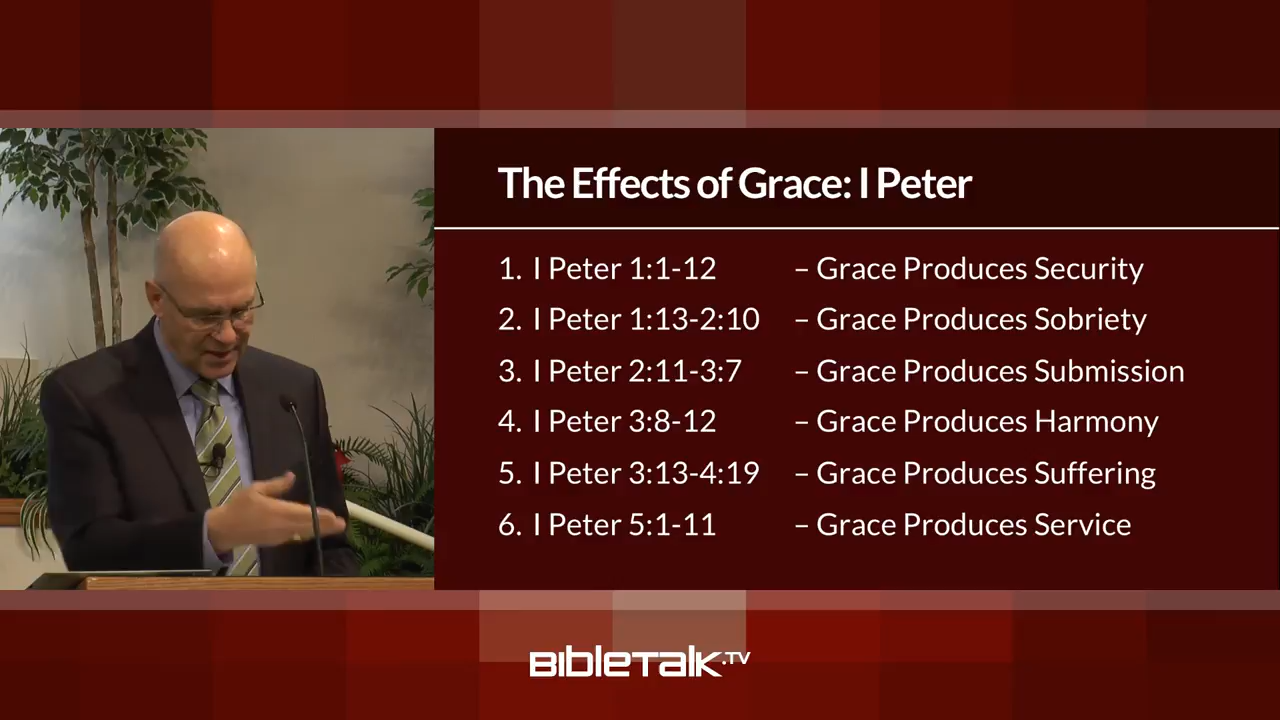 The Effects of Grace: I Peter
1. I Peter 1:1-12 – Grace Produces Security
2. I Peter 1:13-2:10 – Grace Produces Sobriety
3. I Peter 2:11-3:7 – Grace Produces Submission
4. I Peter 3:8-12 – Grace Produces Harmony
5. I Peter 3:13-4:19 – Grace Produces Suffering
6. I Peter 5:1-11 – Grace Produces Service
BIBLETALK.TV